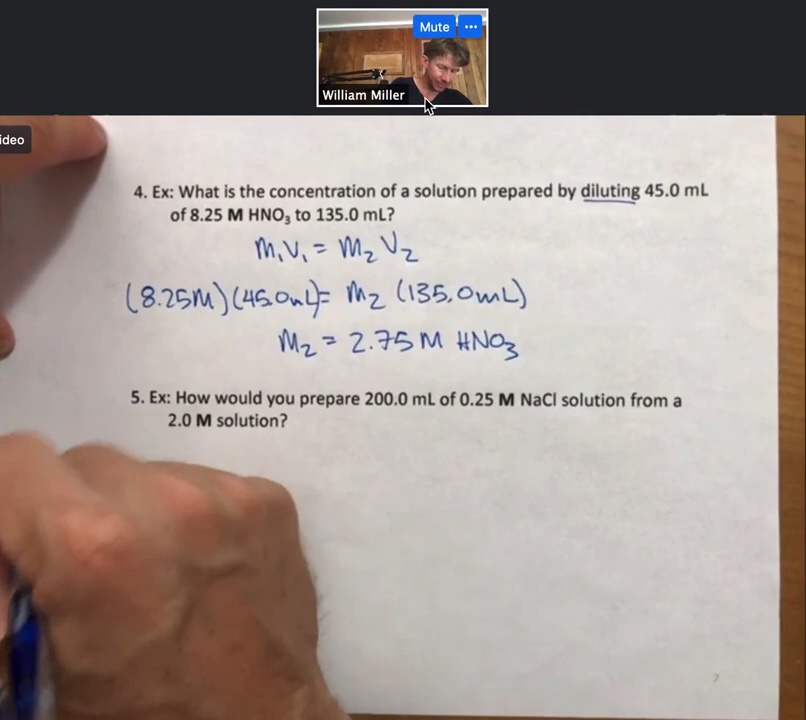 Mute ...
William Miller
ideo
4. Ex: What is the concentration of a solution prepared by diluting 45.0 mL
of 8.25 M HNO₃ to 135.0 mL?
M₁V₁ = M₂V₂
(8.25M)(45.0mL)= M₂ (135.0mL)
M₂ = 2.75M HNO₃
5. Ex: How would you prepare 200.0 mL of 0.25 M NaCl solution from a
2.0 M solution?
7